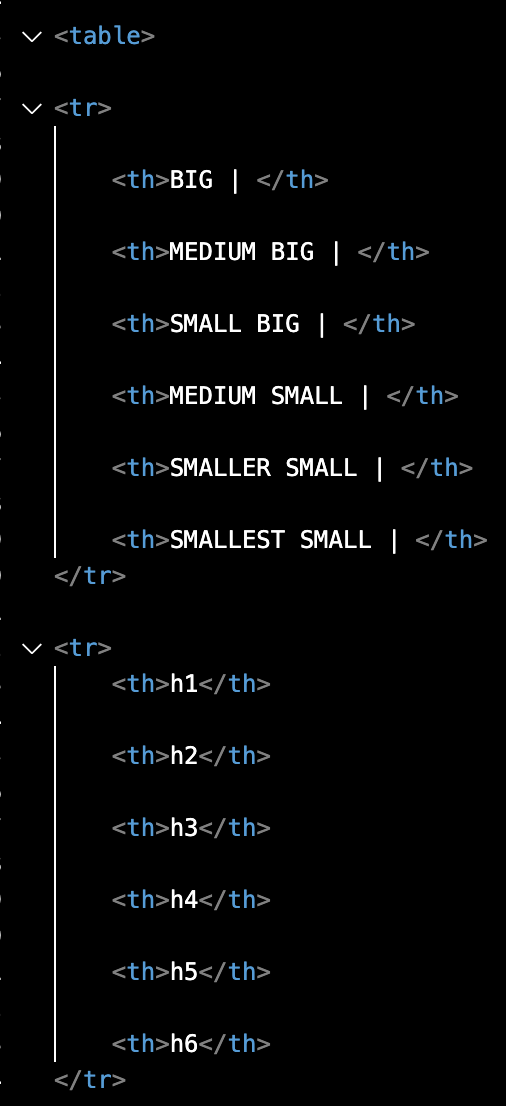 <table>
<tr>
<th>BIG | </th>
<th>MEDIUM BIG | </th>
<th>SMALL BIG | </th>
<th>MEDIUM SMALL | </th>
<th>SMALLER SMALL | </th>
<th>SMALLEST SMALL | </th>
</tr>
<tr>
<th>h1</th>
<th>h2</th>
<th>h3</th>
<th>h4</th>
<th>h5</th>
<th>h6</th>
</tr>